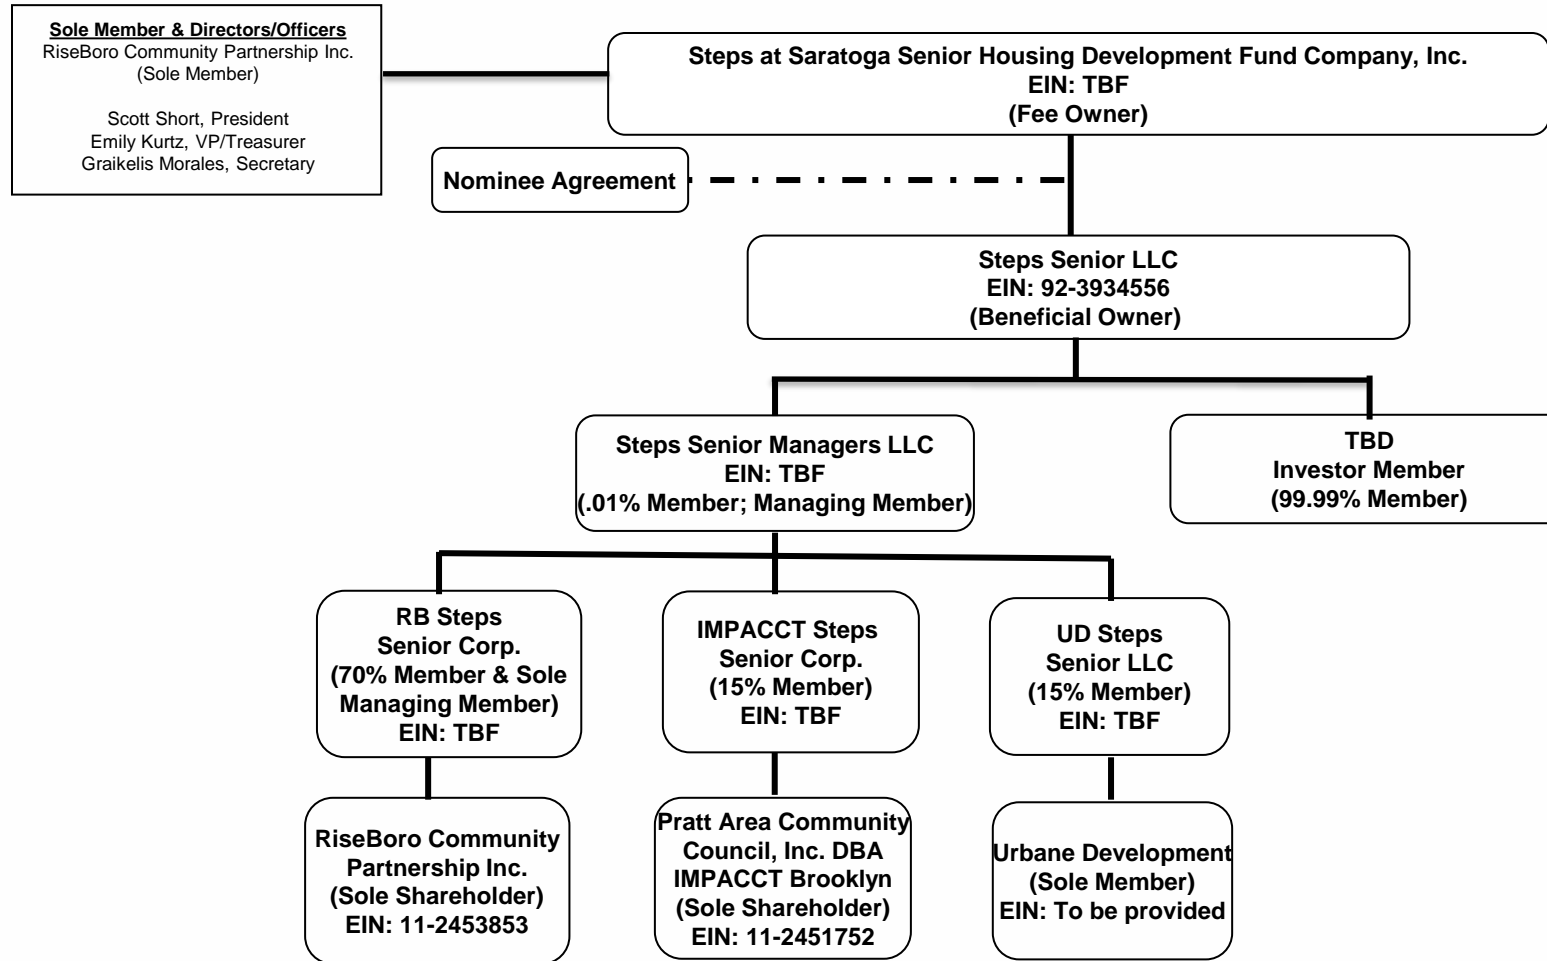 Sole Member & Directors/Officers
RiseBoro Community Partnership Inc.
(Sole Member)
Scott Short, President
Emily Kurtz, VP/Treasurer
Graikelis Morales, Secretary
Steps at Saratoga Senior Housing Development Fund Company, Inc.
EIN: TBF
(Fee Owner)
Nominee Agreement
Steps Senior LLC
EIN: 92-3934556
(Beneficial Owner)
Steps Senior Managers LLC
EIN: TBF
(.01% Member; Managing Member)
TBD
Investor Member
(99.99% Member)
RB Steps
Senior Corp.
(70% Member & Sole
Managing Member)
EIN: TBF
IMPACCT Steps
Senior Corp.
(15% Member)
EIN: TBF
UD Steps
Senior LLC
(15% Member)
EIN: TBF
RiseBoro Community
Partnership Inc.
(Sole Shareholder)
EIN: 11-2453853
Pratt Area Community
Council, Inc. DBA
IMPACCT Brooklyn
(Sole Shareholder)
EIN: 11-2451752
Urbane Development
(Sole Member)
EIN: To be provided